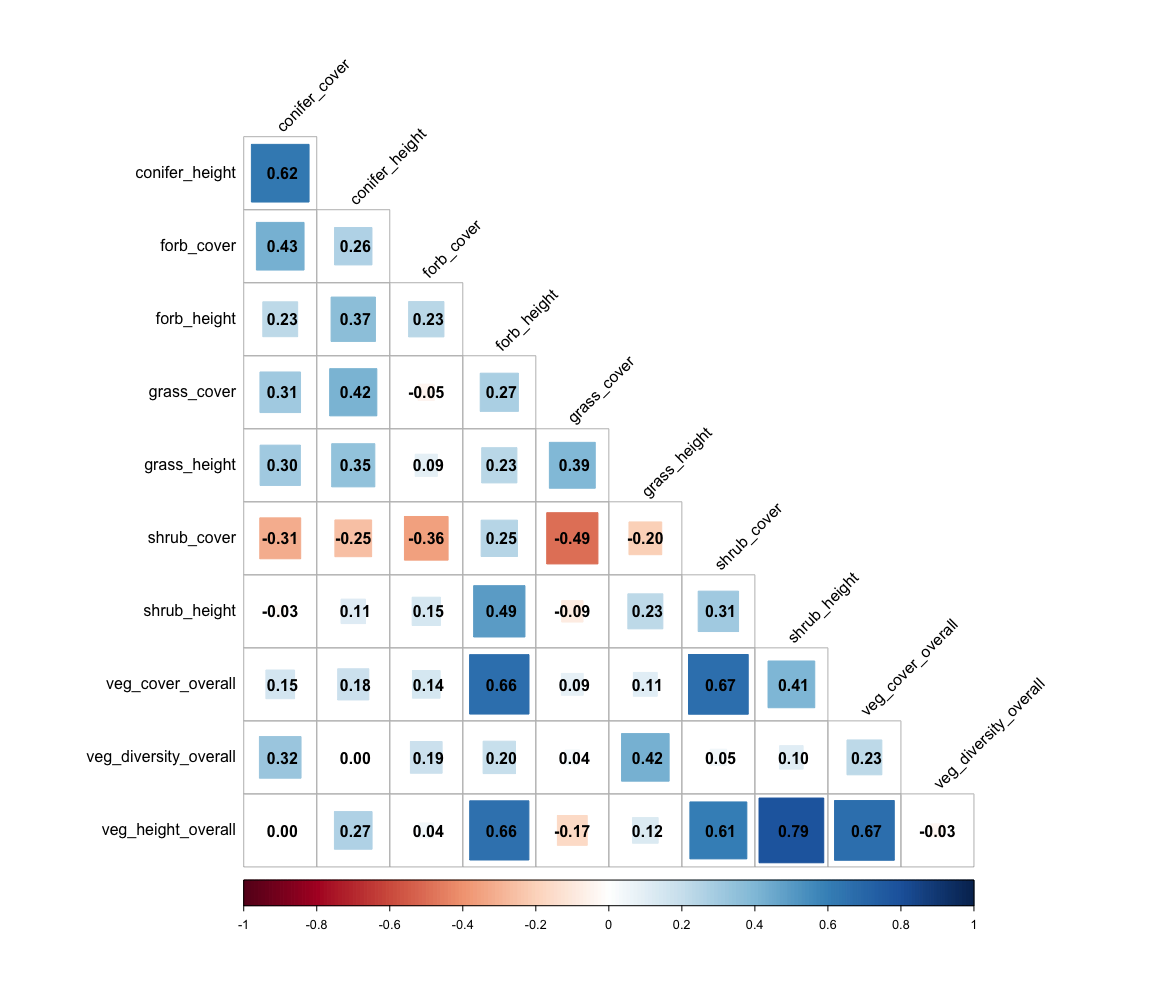 conifer_cover
conifer_height 0.62 conifer_height
forb_cover 0.43 0.26 forb_cover
forb_height 0.23 0.37 0.23 forb_height
grass_cover 0.31 0.42 -0.05 0.27 grass_cover
grass_height 0.30 0.35 0.09 0.23 0.39 grass_height
shrub_cover -0.31 -0.25 -0.36 0.25 -0.49 -0.20 shrub_cover
shrub_height -0.03 0.11 0.15 0.49 -0.09 0.23 0.31 shrub_height
veg_cover_overall 0.15 0.18 0.14 0.66 0.09 0.11 0.67 0.41 veg_cover_overall
veg_diversity_overall 0.32 0.00 0.19 0.20 0.04 0.42 0.05 0.10 0.23 veg_diversity_overall
veg_height_overall 0.00 0.27 0.04 0.66 -0.17 0.12 0.61 0.79 0.67 -0.03
-1 -0.8 -0.6 -0.4 -0.2 0 0.2 0.4 0.6 0.8 1